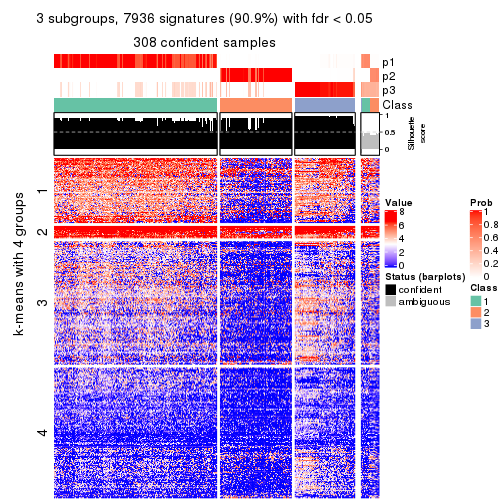 3 subgroups, 7936 signatures (90.9%) with fdr < 0.05
308 confident samples
p1
p2
p3
Class
1
0.5
0
Silhouette
score
k-means with 4 groups
1
2
3
4
Value
8
6
4
2
0
Status (barplots)
confident
ambiguous
Prob
1
0.8
0.6
0.4
0.2
0
Class
1
2
3